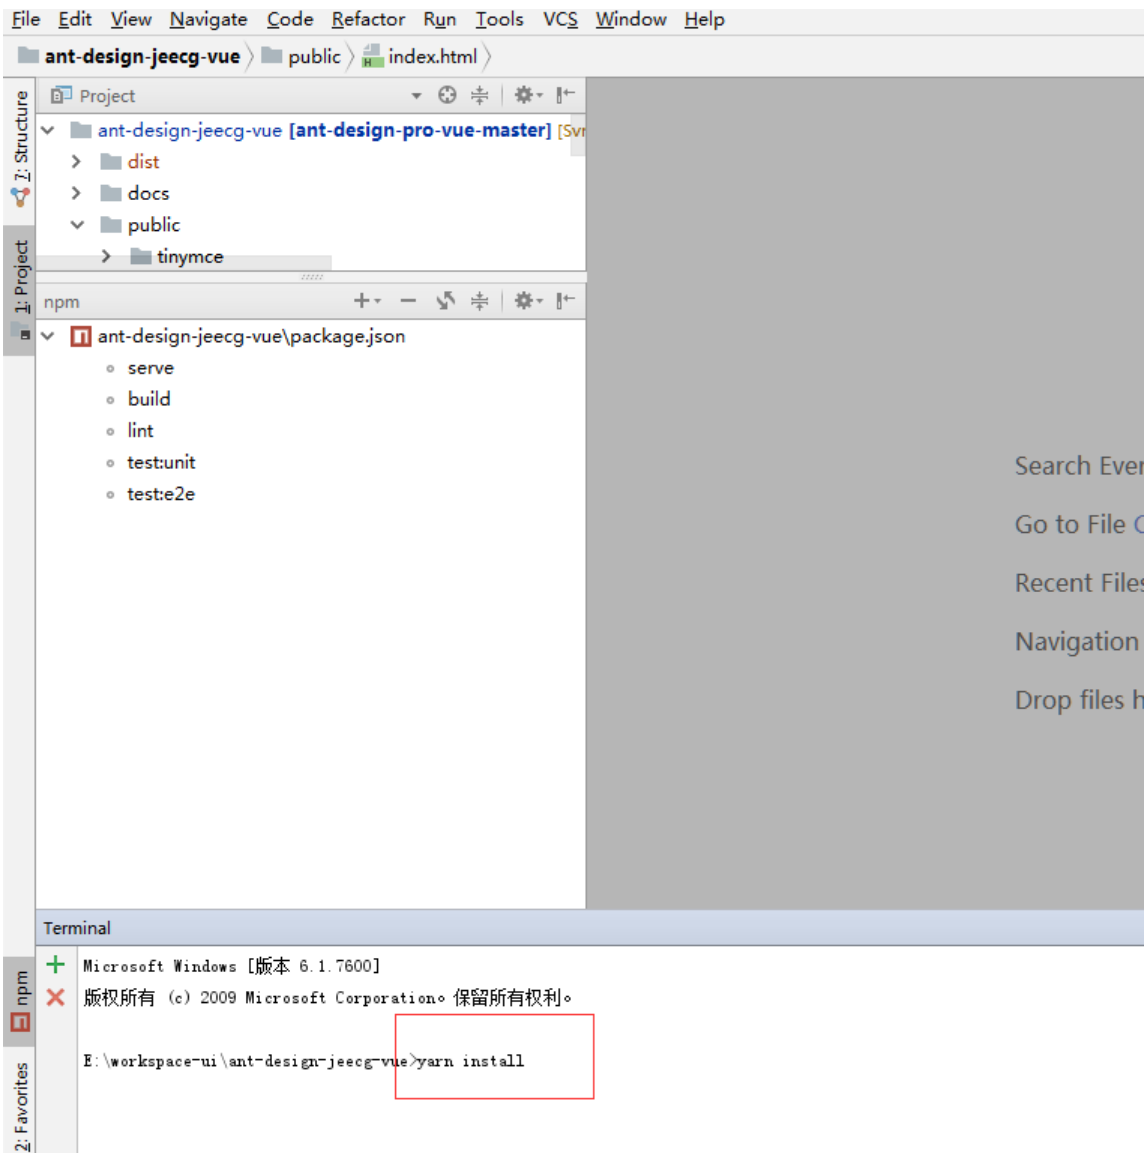 File Edit View Navigate Code Refactor Run Tools VCS Window Help
ant-design-jeecg-vue public index.html
Project
ant-design-jeecg-vue [ant-design-pro-vue-master]
dist
docs
public
tinymce
npm
ant-design-jeecg-vue\package.json
serve
build
lint
test:unit
test:e2e
Search
Go to File
Recent Files
Navigation
Drop files
7: Structure
1: Project
npm
2: Favorites
Terminal
Microsoft Windows [版本 6.1.7600]
版权所有 (c) 2009 Microsoft Corporation。保留所有权利。
E:\workspace-ui\ant-design-jeecg-vue>yarn install